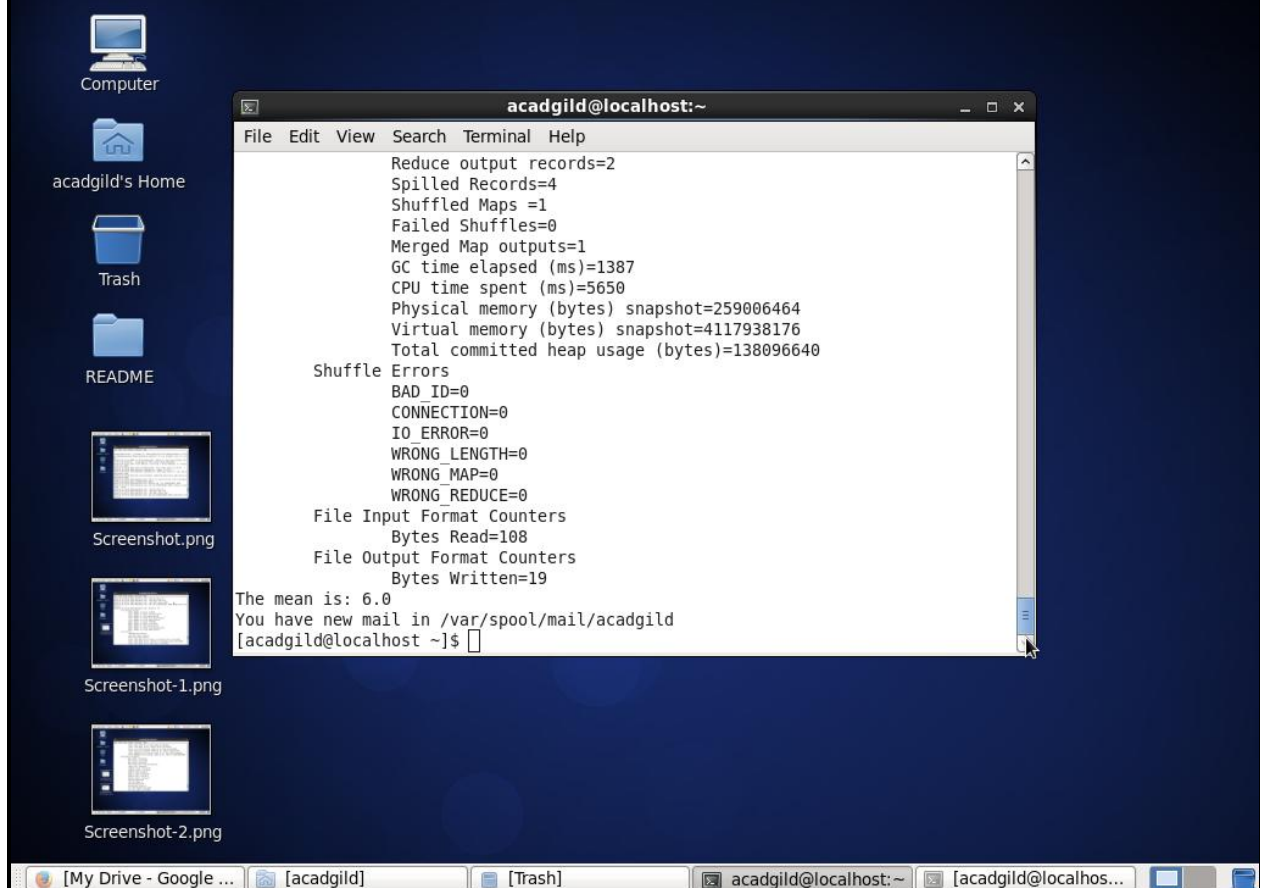 Computer
acadgild's Home
Trash
README
Screenshot.png
Screenshot-1.png
Screenshot-2.png
acadgild@localhost:~
File Edit View Search Terminal Help
Reduce output records=2
Spilled Records=4
Shuffled Maps =1
Failed Shuffles=0
Merged Map outputs=1
GC time elapsed (ms)=1387
CPU time spent (ms)=5650
Physical memory (bytes) snapshot=259006464
Virtual memory (bytes) snapshot=4117938176
Total committed heap usage (bytes)=138096640
Shuffle Errors
BAD_ID=0
CONNECTION=0
IO_ERROR=0
WRONG_LENGTH=0
WRONG_MAP=0
WRONG_REDUCE=0
File Input Format Counters
Bytes Read=108
File Output Format Counters
Bytes Written=19
The mean is: 6.0
You have new mail in /var/spool/mail/acadgild
[acadgild@localhost ~]$
[My Drive - Google ... [acadgild] [Trash] acadgild@localhost:~ [acadgild@localhos...